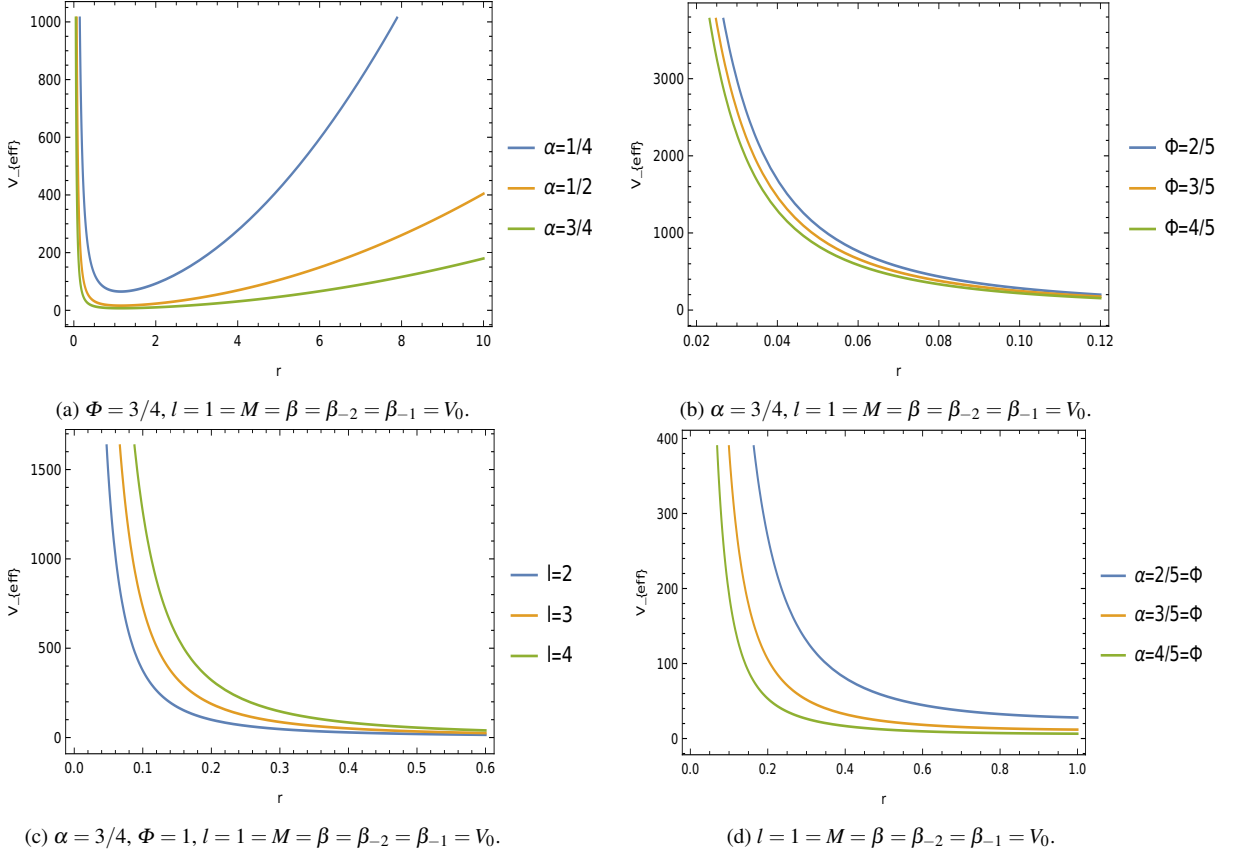 1000
800
600
400
200
0
V_{eff}
0 2 4 6 8 10
r
α=1/4
α=1/2
α=3/4
(a) Φ = 3/4, l = 1 = M = β = β₋₂ = β₋₁ = V₀.
3000
2000
1000
0
V_{eff}
0.02 0.04 0.06 0.08 0.10 0.12
r
Φ=2/5
Φ=3/5
Φ=4/5
(b) α = 3/4, l = 1 = M = β = β₋₂ = β₋₁ = V₀.
1500
1000
500
0
V_{eff}
0.0 0.1 0.2 0.3 0.4 0.5 0.6
r
l=2
l=3
l=4
(c) α = 3/4, Φ = 1, l = 1 = M = β = β₋₂ = β₋₁ = V₀.
400
300
200
100
0
V_{eff}
0.0 0.2 0.4 0.6 0.8 1.0
r
α=2/5=Φ
α=3/5=Φ
α=4/5=Φ
(d) l = 1 = M = β = β₋₂ = β₋₁ = V₀.